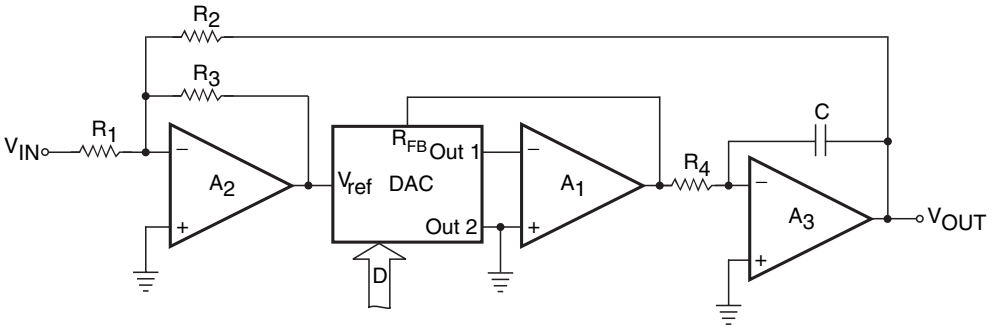 R2
R3
R1
C
VIN
RFB
Out 1
R4
−
−
A2
Vref
DAC
A1
−
+
Out 2
+
A3
VOUT
+
D